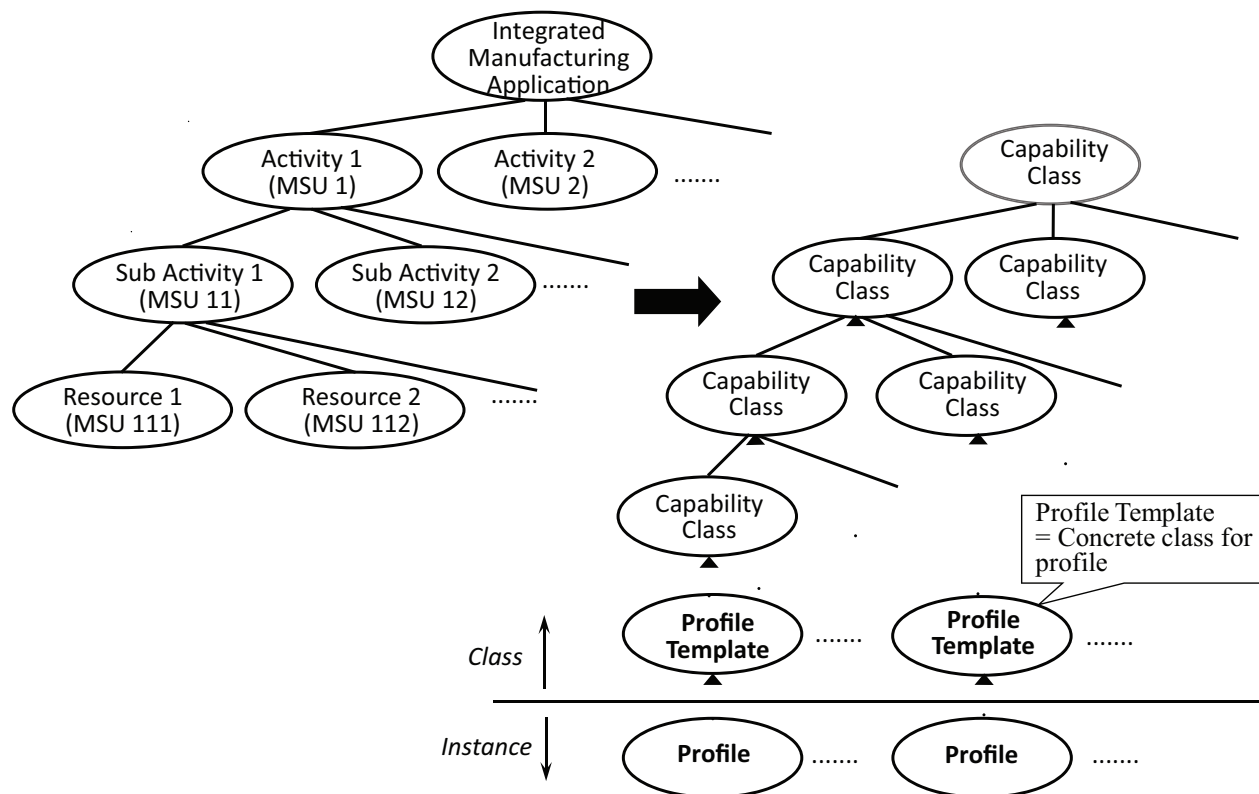 Integrated
Manufacturing
Application
Activity 1
(MSU 1)
Activity 2
(MSU 2)
.......
Sub Activity 1
(MSU 11)
Sub Activity 2
(MSU 12)
.......
Resource 1
(MSU 111)
Resource 2
(MSU 112)
.......
Capability
Class
Capability
Class
Capability
Class
Capability
Class
Capability
Class
Capability
Class
Profile Template
= Concrete class for
profile
Class
Profile
Template
.......
Profile
Template
.......
Instance
Profile
.......
Profile
.......